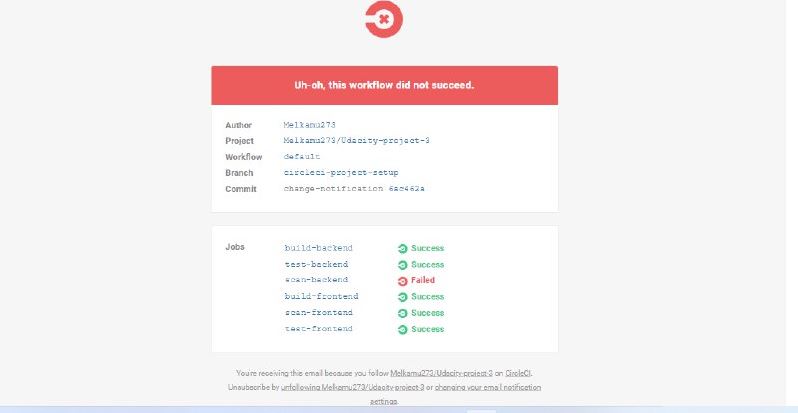 Uh-oh, this workflow did not succeed.
Author Melkamu273
Project Melkamu273/Udacity-project-3
Workflow default
Branch circleci-project-setup
Commit change-notification 6ac462a
Jobs build-backend Success
test-backend Success
scan-backend Failed
build-frontend Success
scan-frontend Success
test-frontend Success
You're receiving this email because you follow Melkamu273/Udacity-project-3 on CircleCI.
Unsubscribe by unfollowing Melkamu273/Udacity-project-3 or changing your email notification
settings.